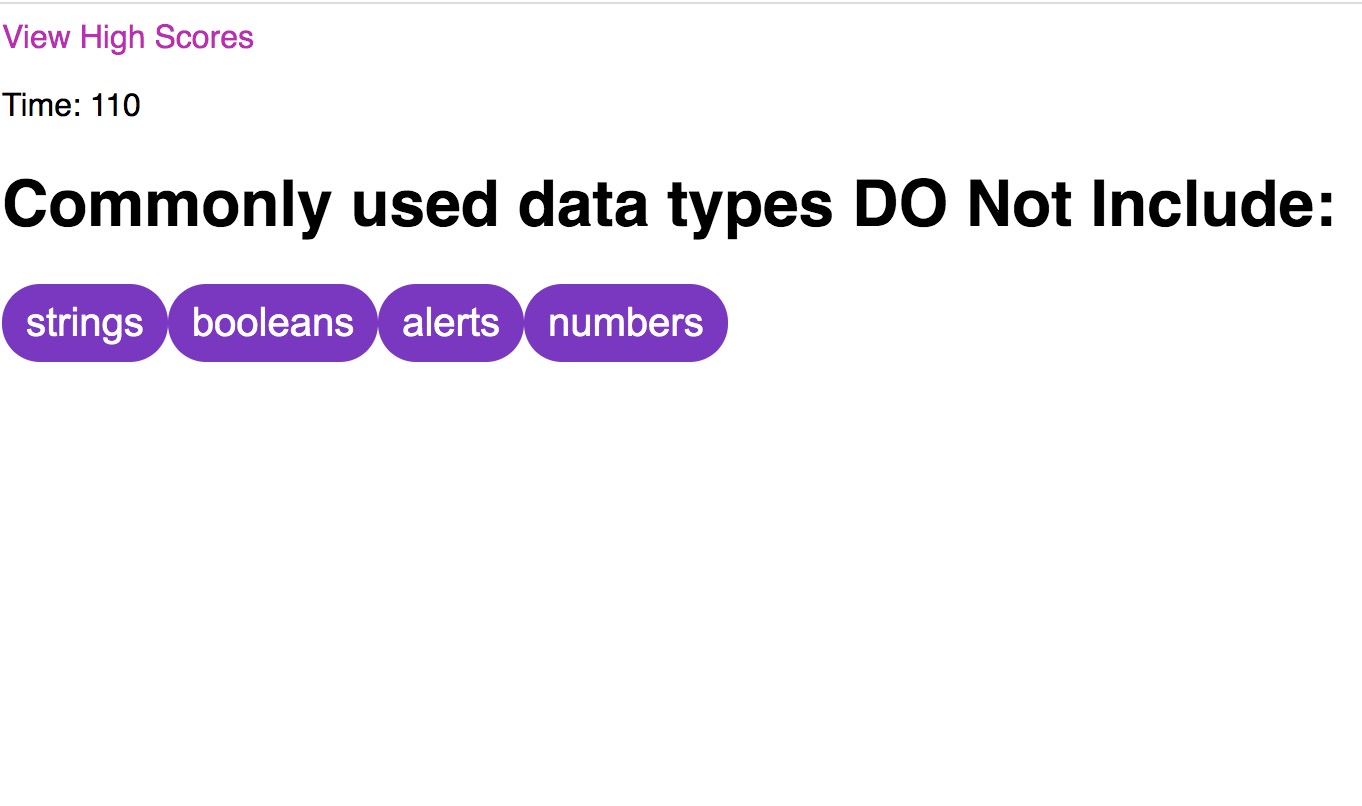 View High Scores
Time: 110
Commonly used data types DO Not Include:
strings booleans alerts numbers